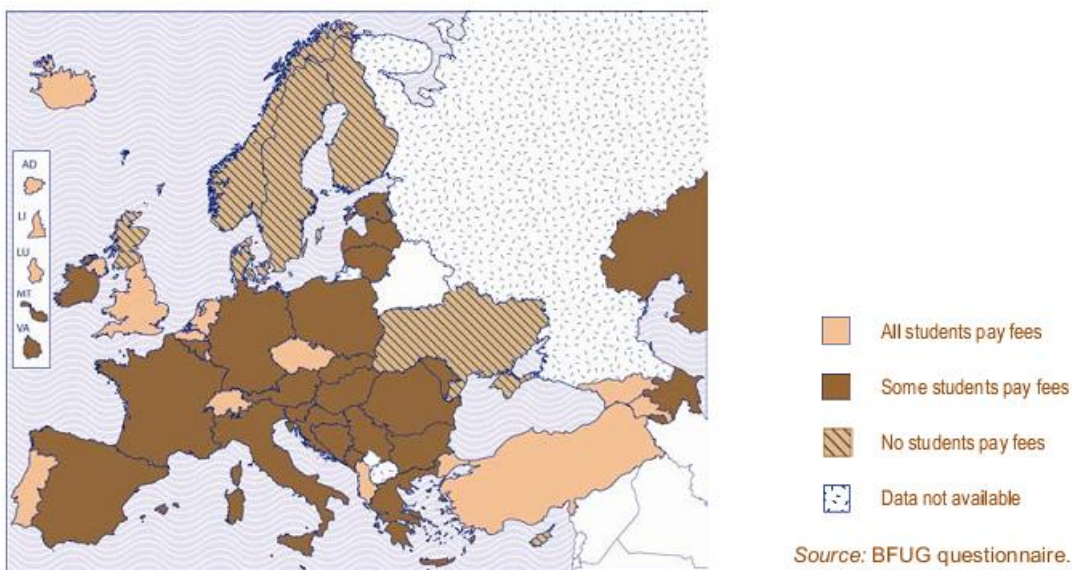 AD
LI
LU
MT
VA
All students pay fees
Some students pay fees
No students pay fees
Data not available
Source: BFUG questionnaire.